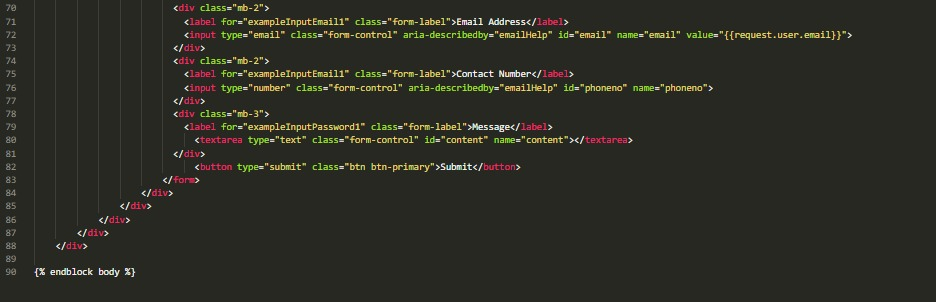 70 <div class="mb-2">
71 <label for="exampleInputEmail1" class="form-label">Email Address</label>
72 <input type="email" class="form-control" aria-describedby="emailHelp" id="email" name="email" value="{{request.user.email}}">
73 </div>
74 <div class="mb-2">
75 <label for="exampleInputEmail1" class="form-label">Contact Number</label>
76 <input type="number" class="form-control" aria-describedby="emailHelp" id="phoneno" name="phoneno">
77 </div>
78 <div class="mb-3">
79 <label for="exampleInputPassword1" class="form-label">Message</label>
80 <textarea type="text" class="form-control" id="content" name="content"></textarea>
81 </div>
82 <button type="submit" class="btn btn-primary">Submit</button>
83 </form>
84 </div>
85 </div>
86 </div>
87 </div>
88 </div>
89
90 {% endblock body %}